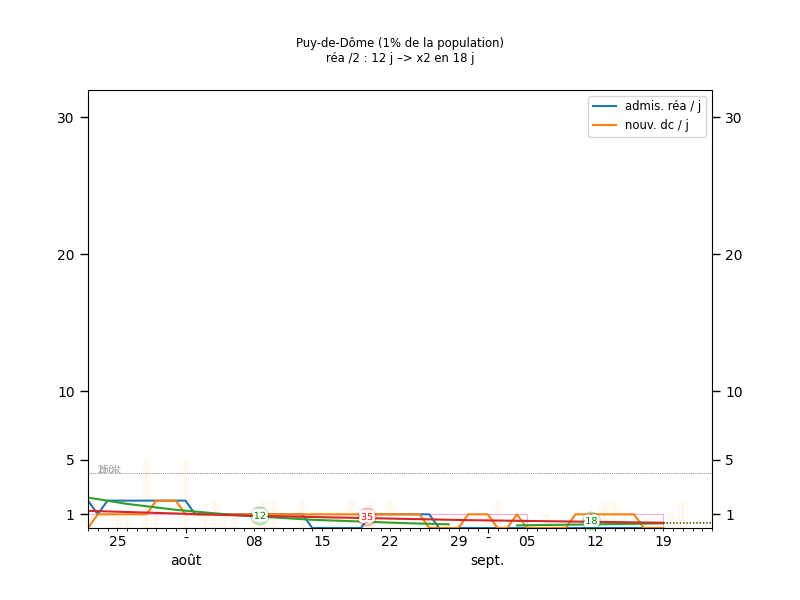 Puy-de-Dôme (1% de la population)
réa /2 : 12 j –> x2 en 18 j
admis. réa / j
nouv. dc / j
30 30
20 20
10 10
5 5
1 1
12 35 18
25 - 08 15 22 29 - 05 12 19
août sept.